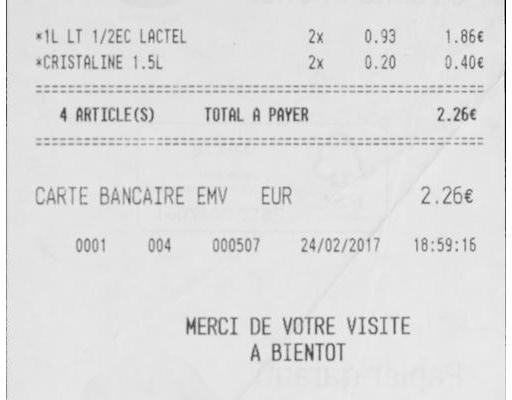 *1L LT 1/2EC LACTEL 2x 0.93 1.86€
*CRISTALINE 1.5L 2x 0.20 0.40€
================================================
4 ARTICLE(S) TOTAL A PAYER 2.26€
================================================
CARTE BANCAIRE EMV EUR 2.26€
0001 004 000507 24/02/2017 18:59:16
MERCI DE VOTRE VISITE
A BIENTOT